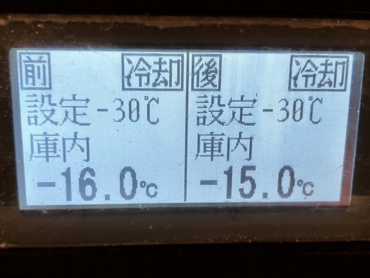 前 冷却
設定-30℃
庫内
-16.0℃
後 冷却
設定-30℃
庫内
-15.0℃